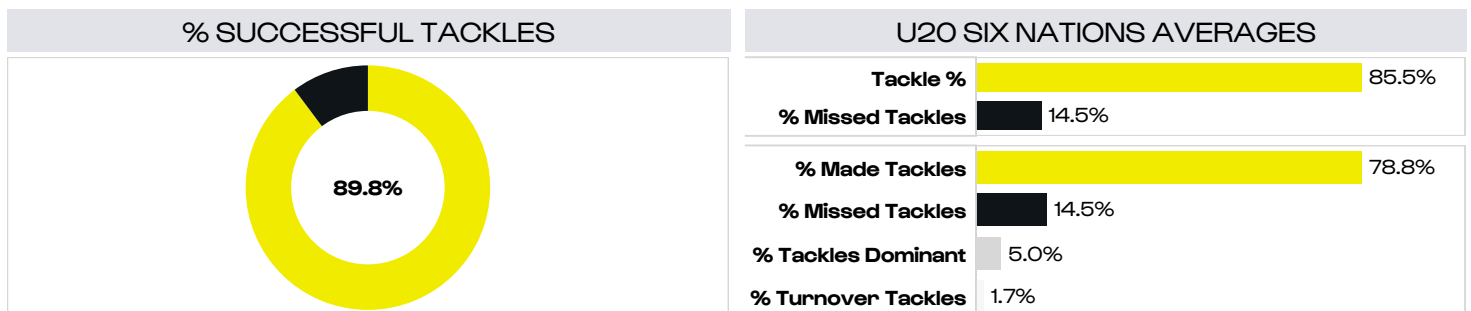 % SUCCESSFUL TACKLES
89.8%
U20 SIX NATIONS AVERAGES
Tackle % 85.5%
% Missed Tackles 14.5%
% Made Tackles 78.8%
% Missed Tackles 14.5%
% Tackles Dominant 5.0%
% Turnover Tackles 1.7%